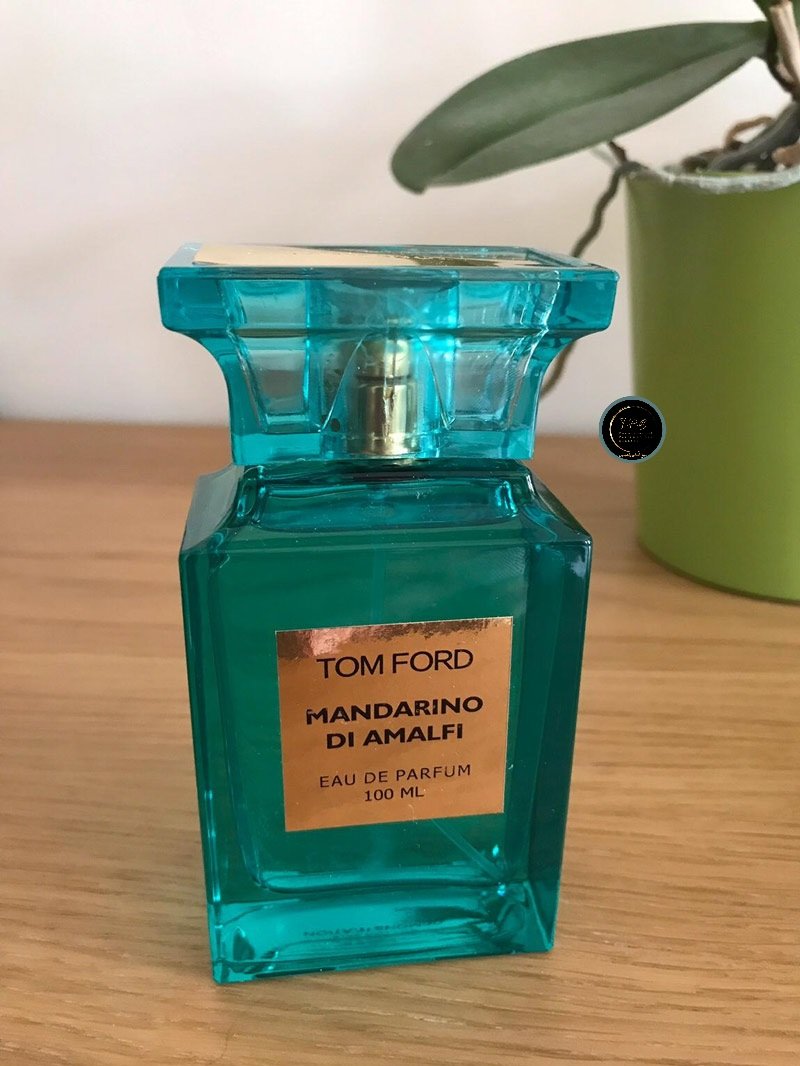 TOM FORD
MANDARINO
DI AMALFI
EAU DE PARFUM
100 ML